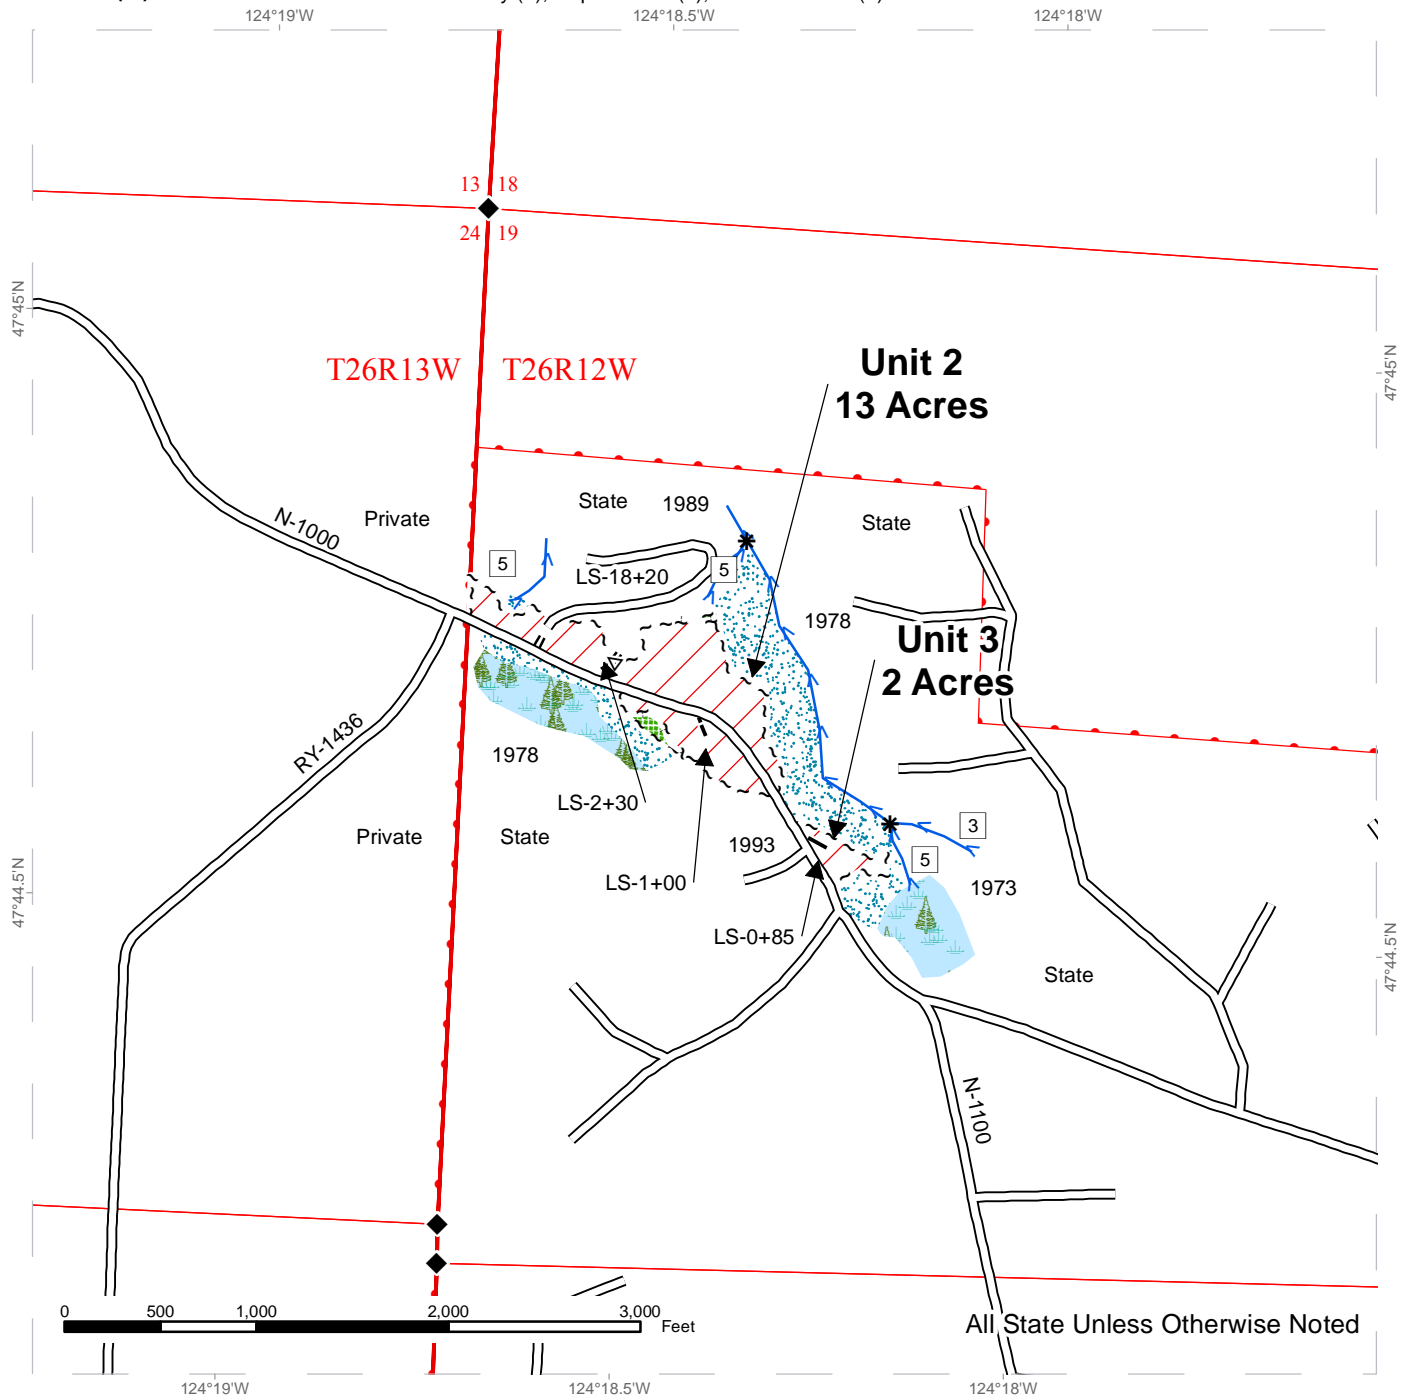 124°19'W 124°18.5'W 124°18'W
13 18
24 19
47°45'N
47°45'N
T26R13W T26R12W
Unit 2
13 Acres
State
1989
State
Private
N-1000
5
5
LS-18+20
1978
Unit 3
2 Acres
RY-1436
1978
LS-2+30
Private
State
1993
3
5
LS-1+00
1973
47°44.5'N
LS-0+85
47°44.5'N
State
N-1100
0 500 1,000 2,000 3,000
Feet
All State Unless Otherwise Noted
124°19'W 124°18.5'W 124°18'W